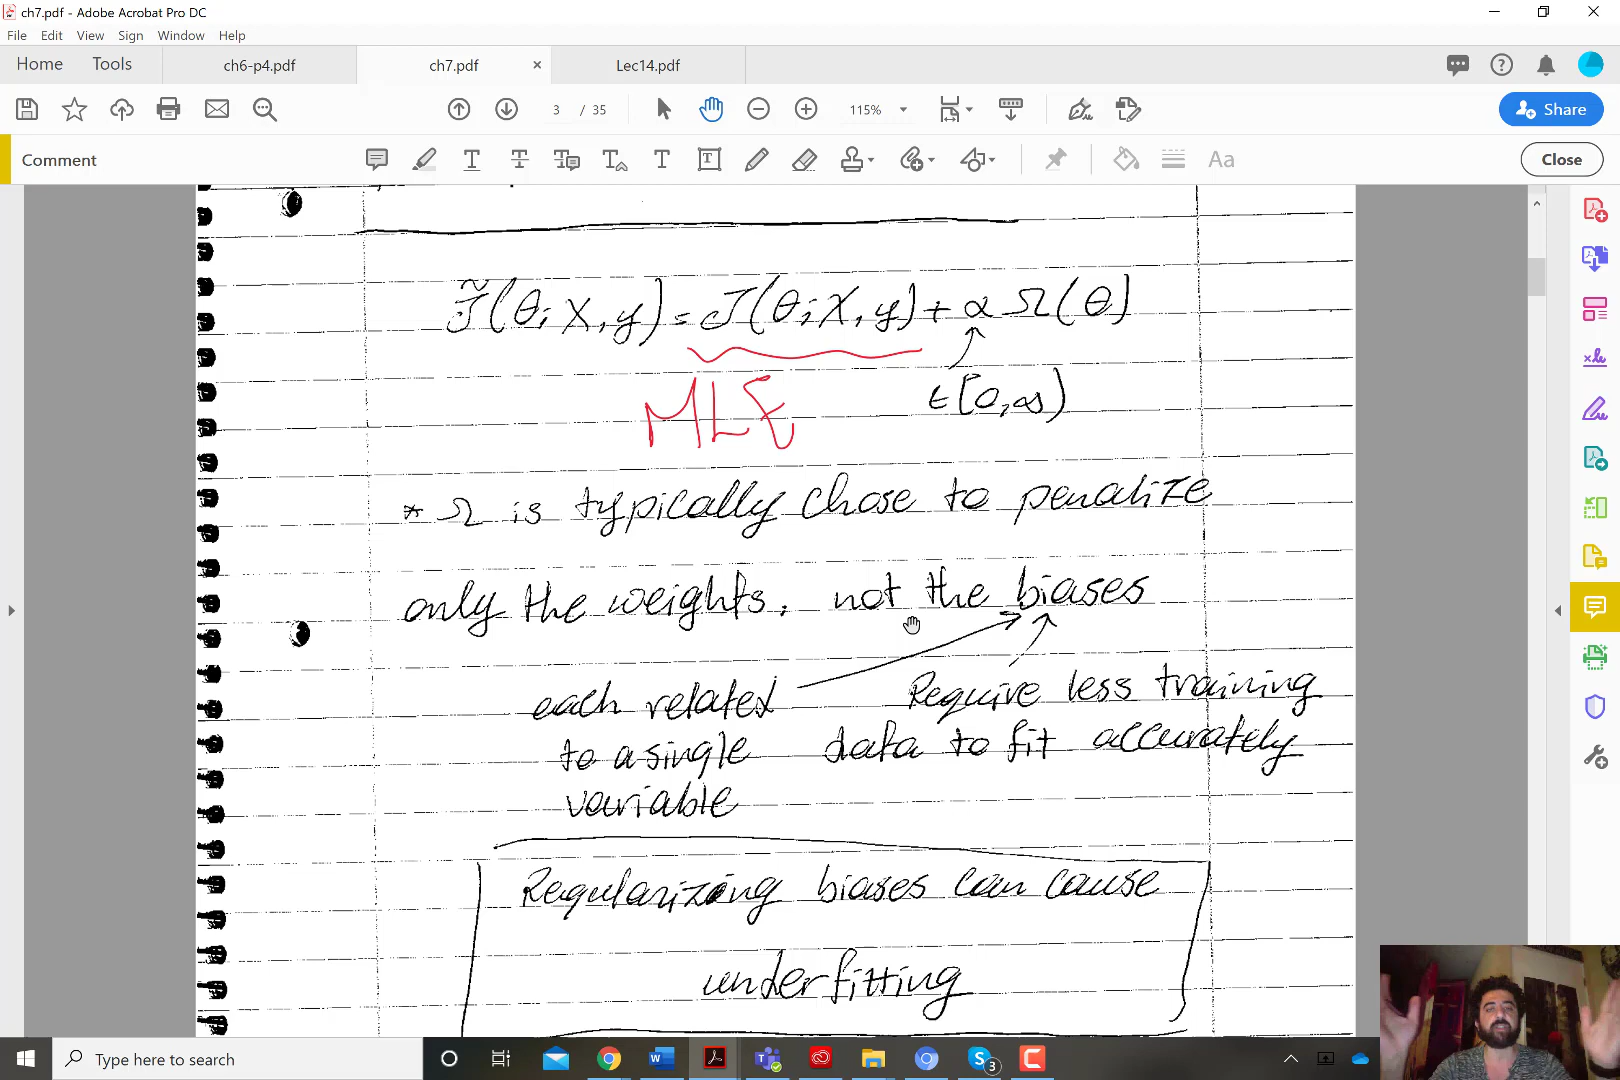 ch7.pdf - Adobe Acrobat Pro DC
File Edit View Sign Window Help
Home Tools ch6-p4.pdf ch7.pdf × Lec14.pdf
3 / 35 115% Share
Comment Close
J̃(θ; X, y) = J(θ; X, y) + α Ω(θ)
MLE ∈[0,∞)
* Ω is typically chose to penalize
only the weights, not the biases
each related Require less training
to a single data to fit accurately
variable
Regularizing biases can cause
underfitting
Type here to search 3